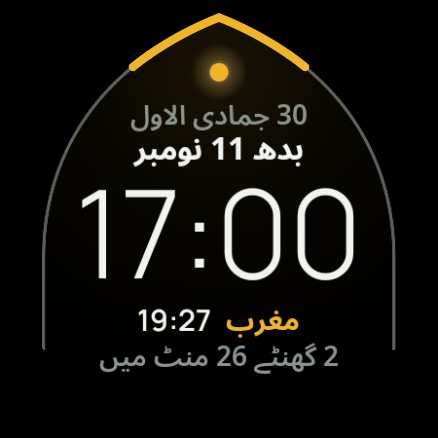 30 جمادی الاول
بدھ 11 نومبر
17:00
مغرب 19:27
2 گھنٹے 26 منٹ میں